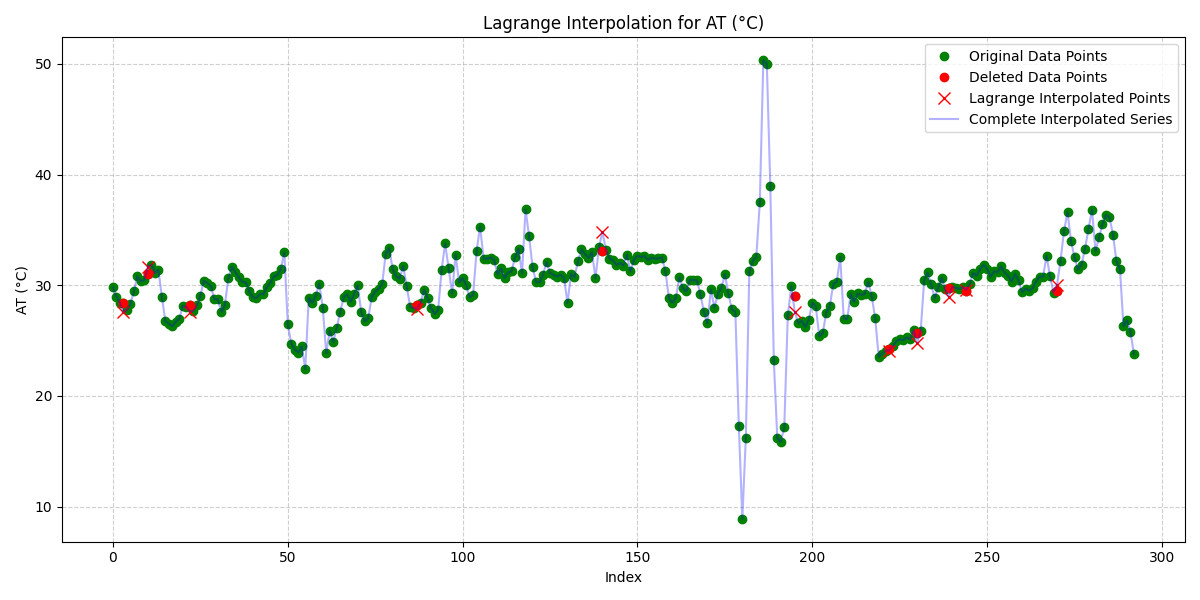 Lagrange Interpolation for AT (°C)
Original Data Points
Deleted Data Points
Lagrange Interpolated Points
Complete Interpolated Series
AT (°C)
50
40
30
20
10
0 50 100 150 200 250 300
Index